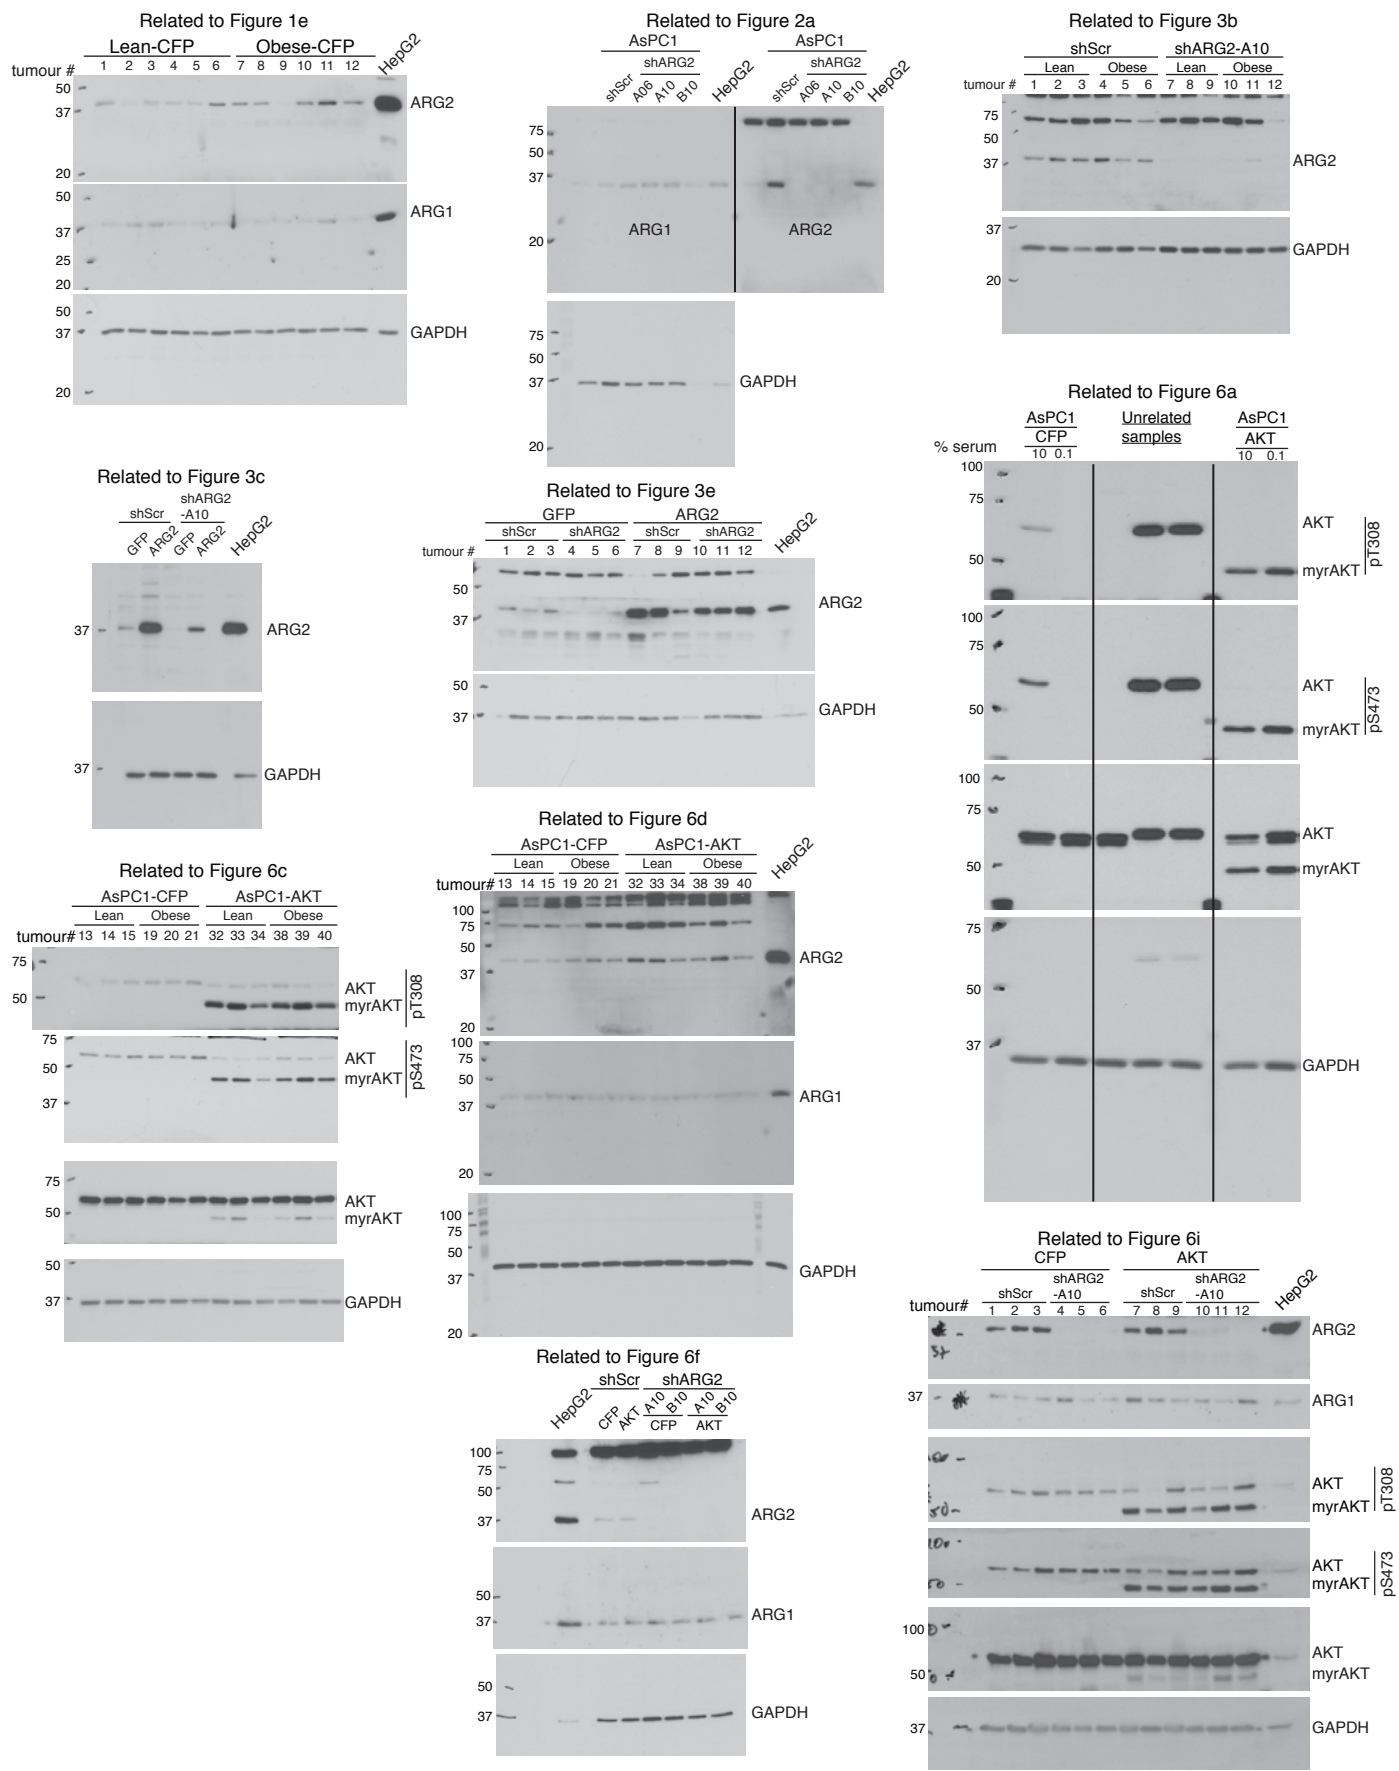 Related to Figure 1e
Lean-CFP Obese-CFP HepG2
tumour # 1 2 3 4 5 6 7 8 9 10 11 12
50
37
20
ARG2
50
37
25
20
ARG1
50
37
20
GAPDH
Related to Figure 2a
AsPC1 AsPC1
shARG2 shARG2
shScr A06 A10 B10 HepG2 shScr A06 A10 B10 HepG2
75
50
37
20
ARG1 ARG2
75
50
37
20
GAPDH
Related to Figure 3b
shScr shARG2-A10
Lean Obese Lean Obese
tumour # 1 2 3 4 5 6 7 8 9 10 11 12
75
50
37
ARG2
37
20
GAPDH
Related to Figure 3c
shARG2
shScr -A10
GFP ARG2 GFP ARG2 HepG2
37
ARG2
37
GAPDH
Related to Figure 3e
GFP ARG2
shScr shARG2 shScr shARG2 HepG2
tumour # 1 2 3 4 5 6 7 8 9 10 11 12
50
37
ARG2
50
37
GAPDH
Related to Figure 6a
AsPC1 Unrelated AsPC1
CFP samples AKT
% serum 10 0.1 10 0.1
100
75
50
AKT
myrAKT
pT308
100
75
50
AKT
myrAKT
pS473
100
75
50
AKT
myrAKT
75
50
37
GAPDH
Related to Figure 6c
AsPC1-CFP AsPC1-AKT
Lean Obese Lean Obese
tumour# 13 14 15 19 20 21 32 33 34 38 39 40
75
50
AKT
myrAKT
pT308
75
50
37
AKT
myrAKT
pS473
75
50
AKT
myrAKT
50
37
GAPDH
Related to Figure 6d
AsPC1-CFP AsPC1-AKT
Lean Obese Lean Obese HepG2
tumour# 13 14 15 19 20 21 32 33 34 38 39 40
100
75
50
37
20
ARG2
100
75
50
37
20
ARG1
100
75
50
37
20
GAPDH
Related to Figure 6f
shScr shARG2
HepG2 CFP AKT A10 B10 A10 B10
CFP AKT
100
75
50
37
ARG2
50
37
ARG1
50
37
GAPDH
Related to Figure 6i
CFP AKT
shARG2 shARG2
shScr -A10 shScr -A10 HepG2
tumour# 1 2 3 4 5 6 7 8 9 10 11 12
37
ARG2
37
ARG1
50
AKT
myrAKT
pT308
AKT
myrAKT
pS473
100
50
AKT
myrAKT
37
GAPDH